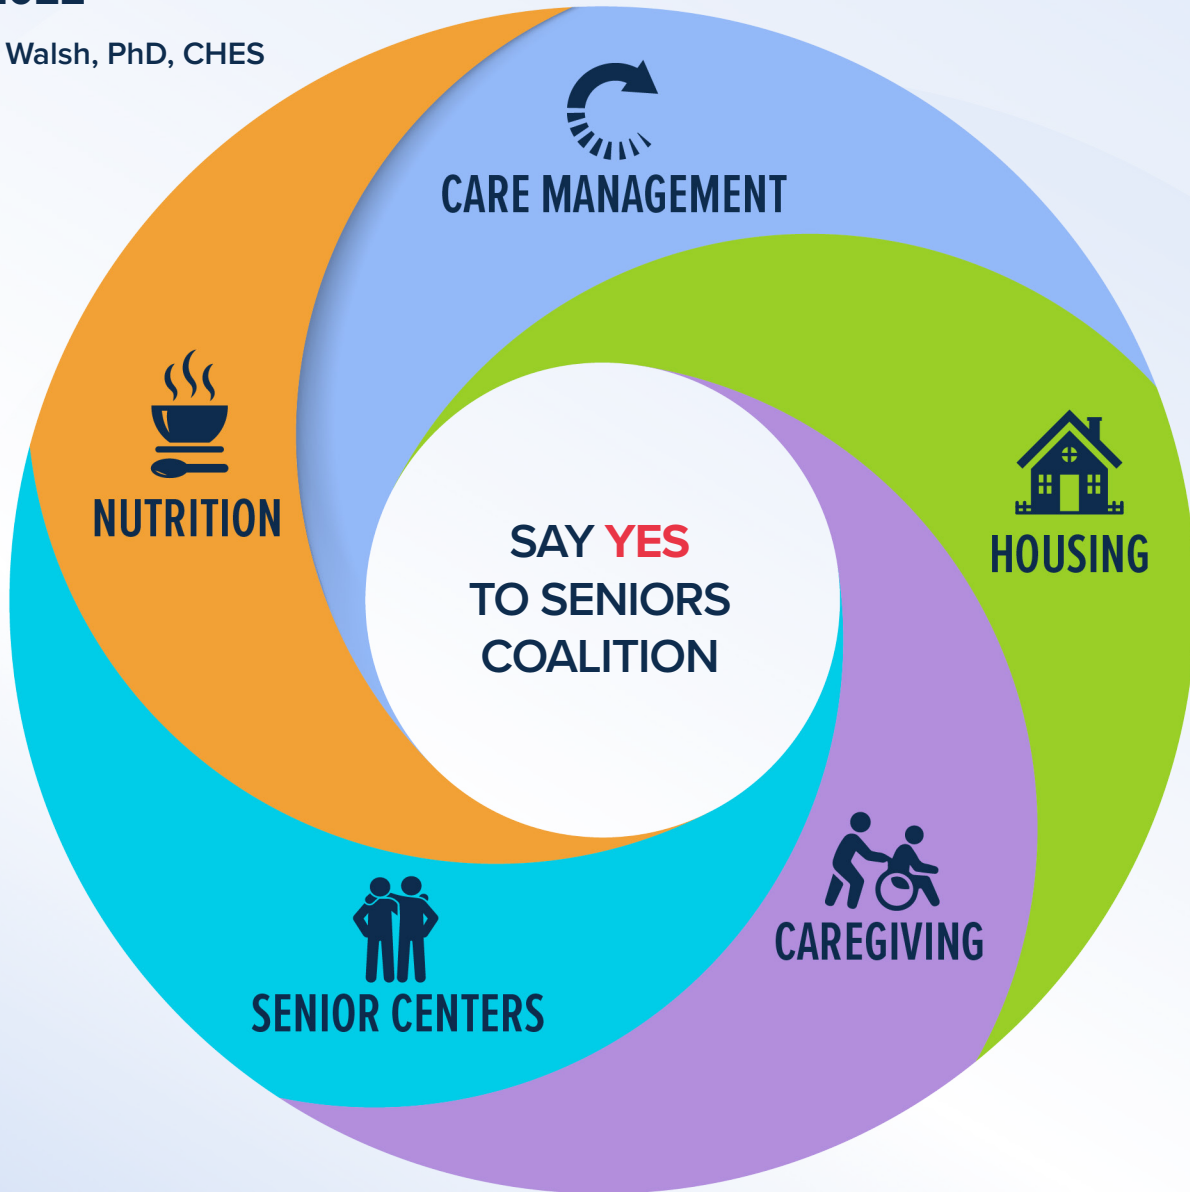 Walsh, PhD, CHES
CARE MANAGEMENT
NUTRITION
HOUSING
SAY YES
TO SENIORS
COALITION
CAREGIVING
SENIOR CENTERS